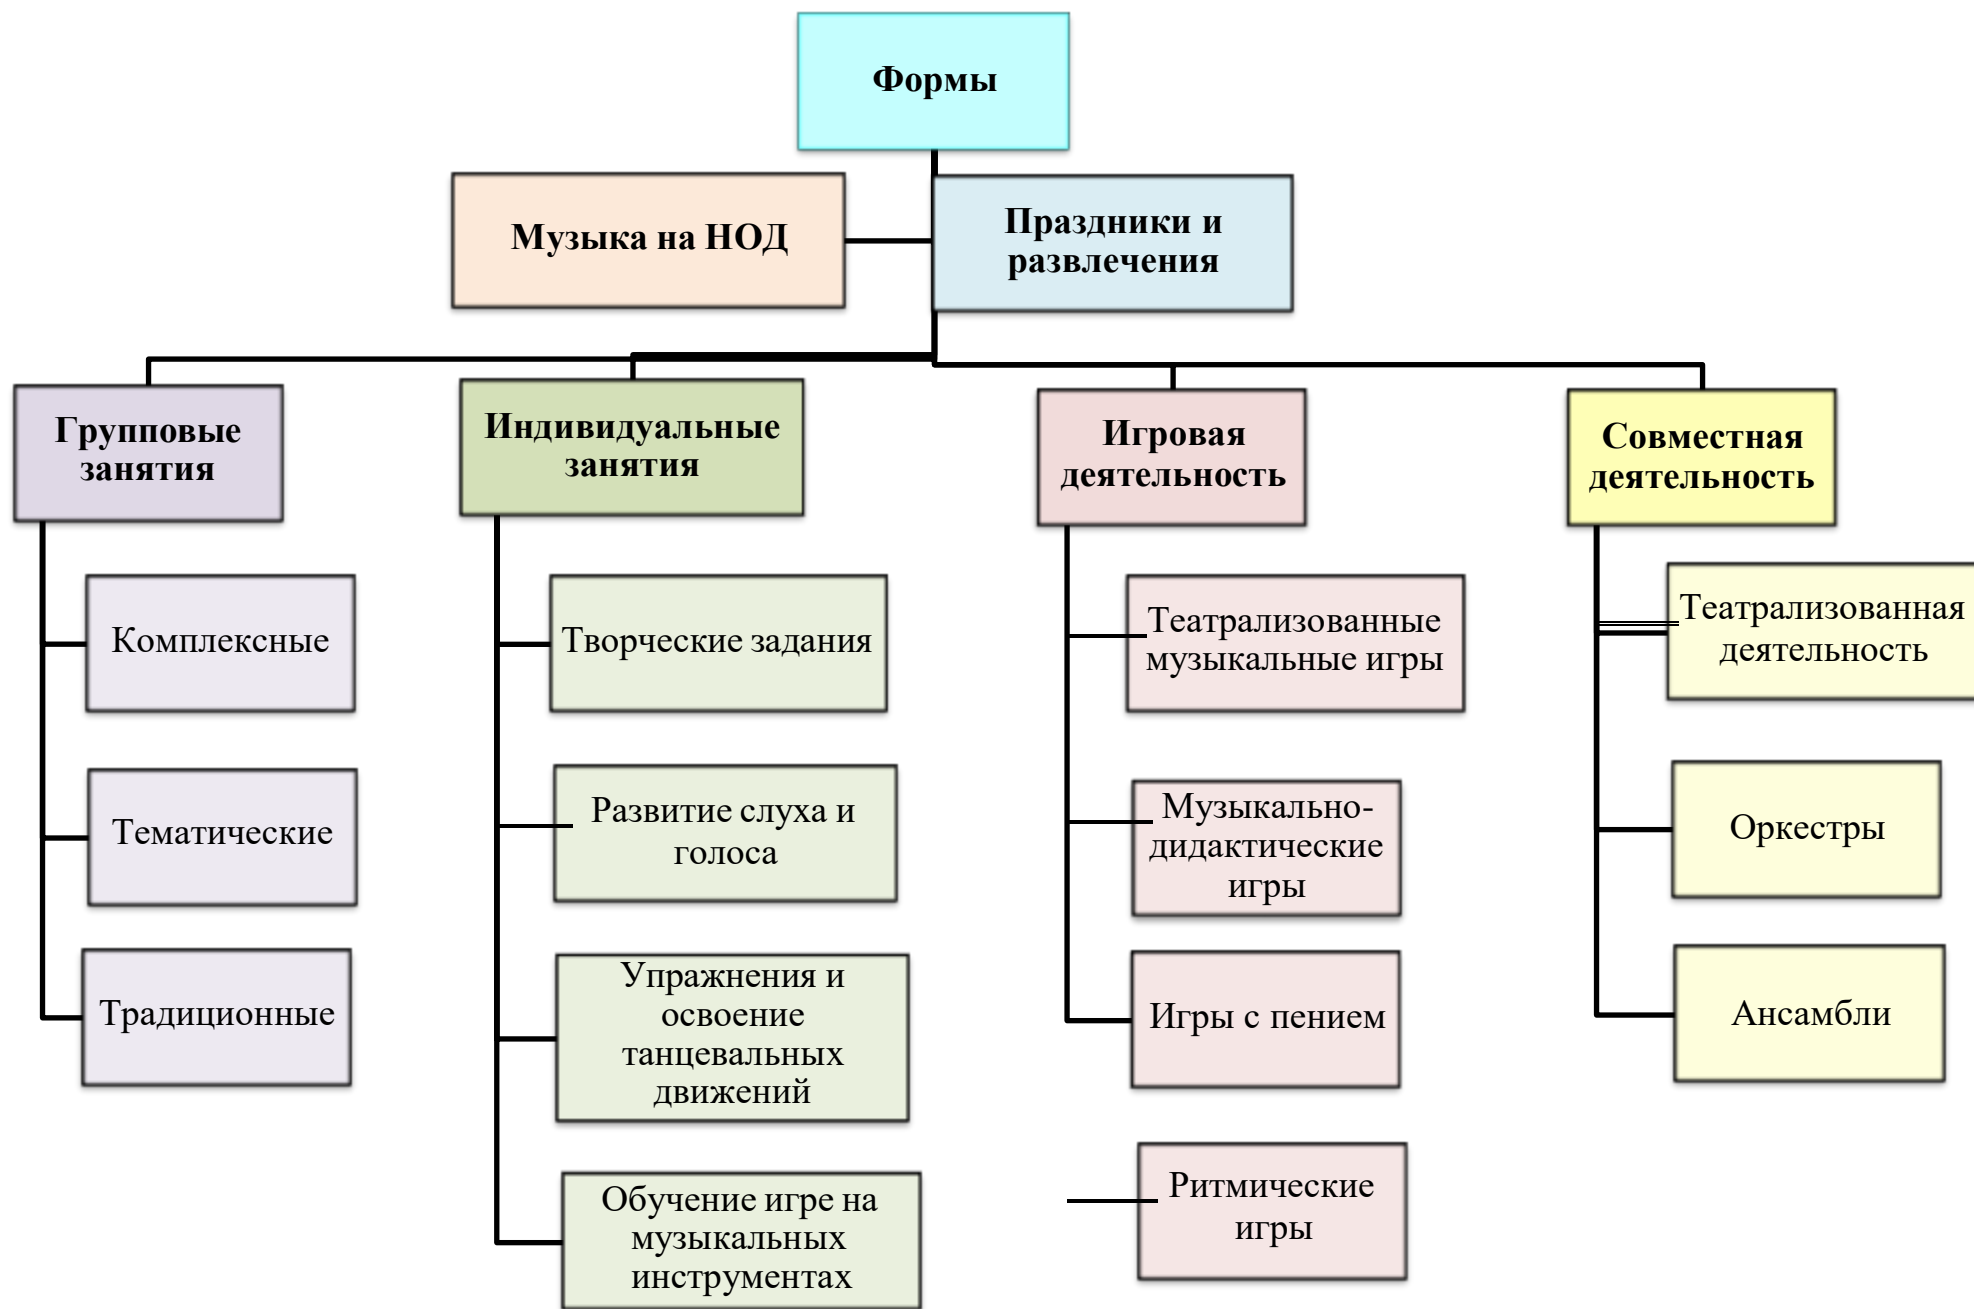 Формы
Музыка на НОД
Праздники и
развлечения
Групповые
занятия
Индивидуальные
занятия
Игровая
деятельность
Совместная
деятельность
Комплексные
Тематические
Традиционные
Творческие задания
Развитие слуха и
голоса
Упражнения и
освоение
танцевальных
движений
Обучение игре на
музыкальных
инструментах
Театрализованные
музыкальные игры
Музыкально-
дидактические
игры
Игры с пением
Ритмические
игры
Театрализованная
деятельность
Оркестры
Ансамбли